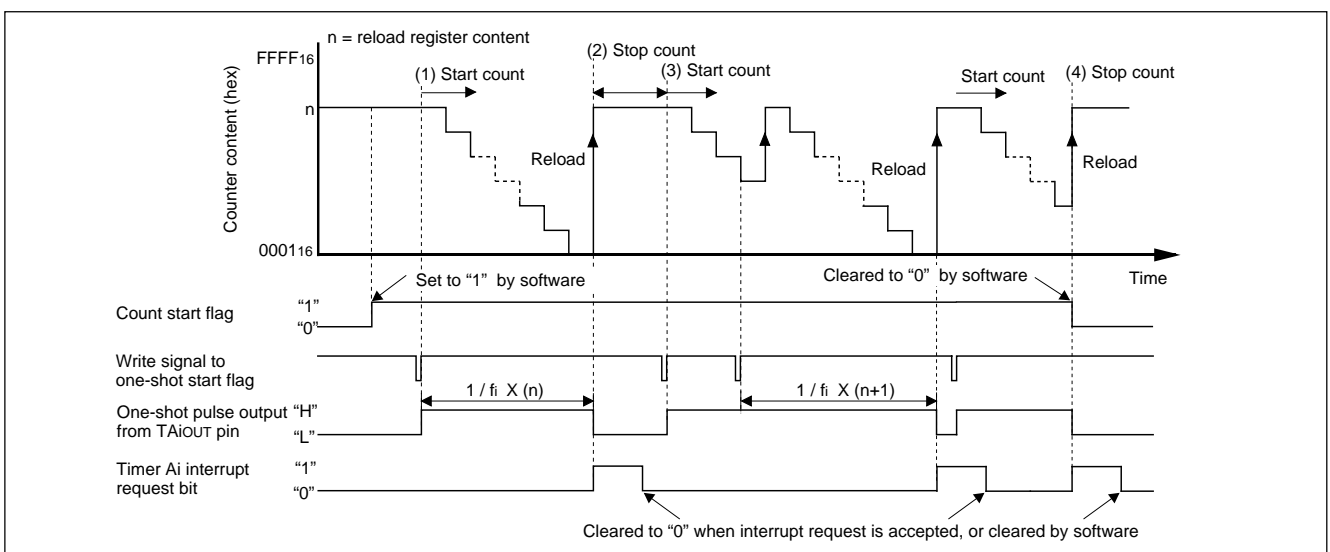 n = reload register content
FFFF16
(2) Stop count
(1) Start count
(3) Start count
Start count
(4) Stop count
Counter content (hex)
n
Reload
Reload
Reload
000116
Time
Set to “1” by software
Cleared to “0” by software
Count start flag
“1”
“0”
Write signal to
one-shot start flag
1 / fi X (n)
1 / fi X (n+1)
One-shot pulse output “H”
from TAiOUT pin
“L”
Timer Ai interrupt “1”
request bit
“0”
Cleared to “0” when interrupt request is accepted, or cleared by software